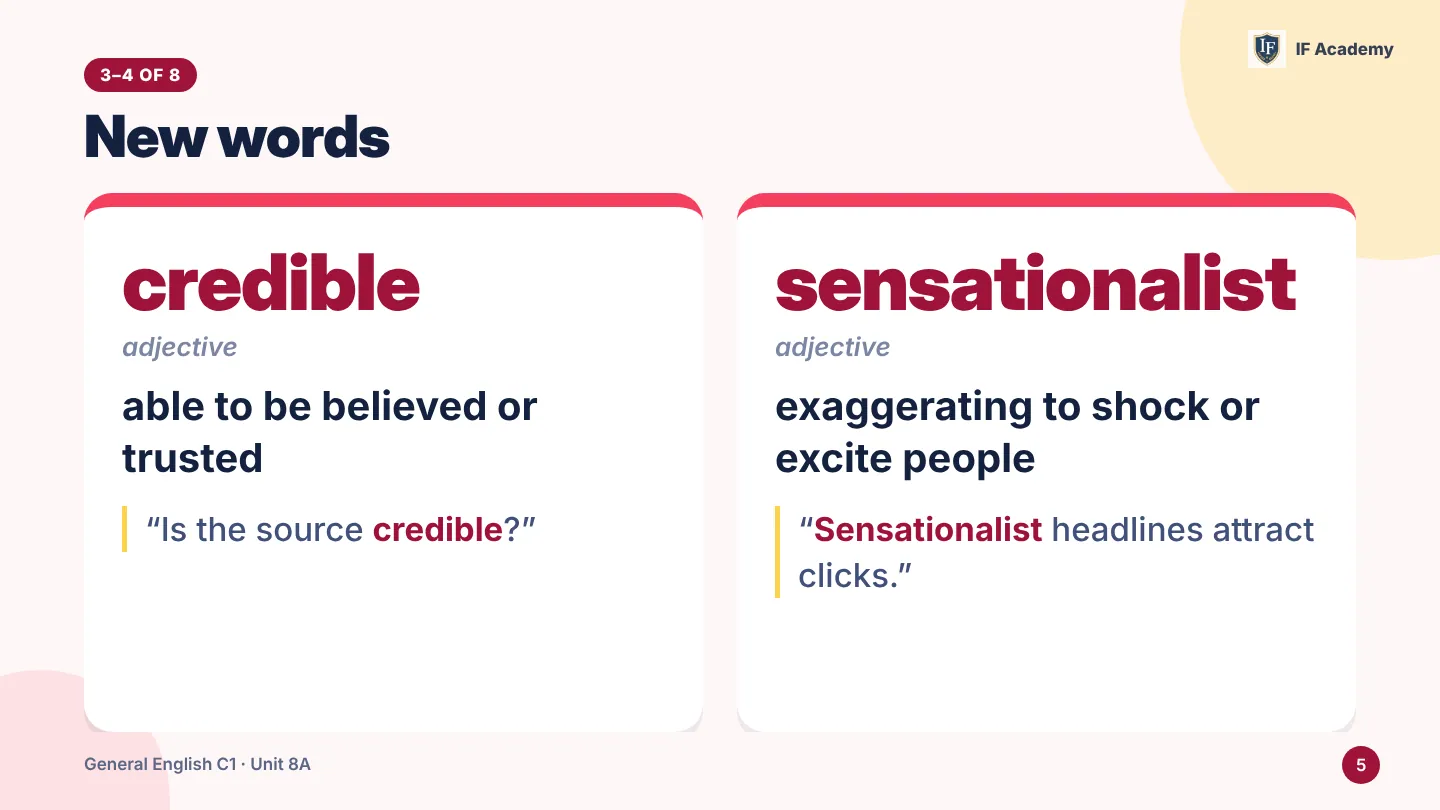 IF
IF Academy
3–4 OF 8
New words
credible
adjective
able to be believed or
trusted
“Is the source credible?”
sensationalist
adjective
exaggerating to shock or
excite people
“Sensationalist headlines attract
clicks.”
General English C1 · Unit 8A
5